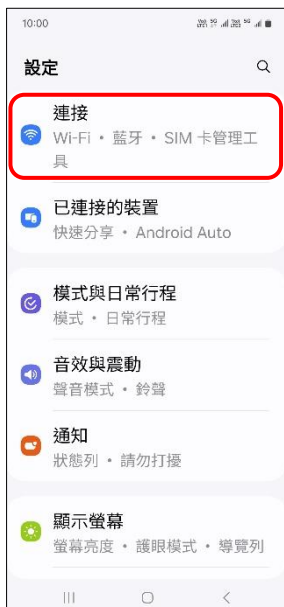 10:00
設定
連接
Wi-Fi • 藍牙 • SIM 卡管理工
具
已連接的裝置
快速分享 • Android Auto
模式與日常行程
模式 • 日常行程
音效與震動
聲音模式 • 鈴聲
通知
狀態列 • 請勿打擾
顯示螢幕
螢幕亮度 • 護眼模式 • 導覽列